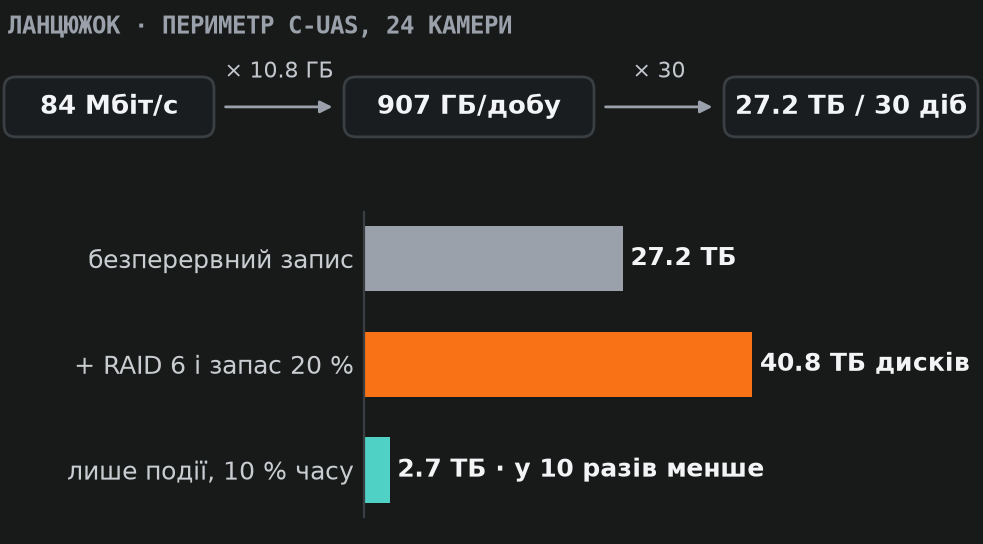 ЛАНЦЮЖОК · ПЕРИМЕТР C-UAS, 24 КАМЕРИ
× 10.8 ГБ
× 30
84 Мбіт/с
907 ГБ/добу
27.2 ТБ / 30 діб
безперервний запис
27.2 ТБ
+ RAID 6 і запас 20 %
40.8 ТБ дисків
лише події, 10 % часу
2.7 ТБ · у 10 разів менше